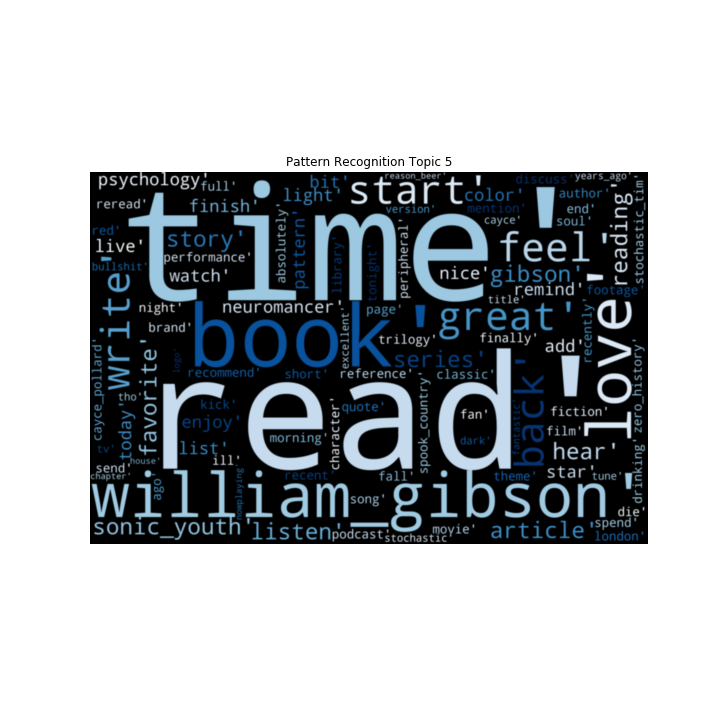 Pattern Recognition Topic 5
psychology'
full'
bit'
light'
start'
reason_beer'
color'
discuss'
years_ago'
reread'
finish'
time'
version'
mention'
author'
end'
red'
live'
story'
absolutely'
pattern'
cayce'
soul'
reading'
stochastic_tim'
performance'
library'
tonight'
peripheral'
feel'
bullshit'
watch'
nice'
gibson'
remind'
footage'
write'
night'
neuromancer'
page'
title'
love'
brand'
book'
great'
finally'
add'
recently'
excellent'
trilogy'
cayce_pollard'
favorite'
logo'
series'
recommend'
short'
reference'
classic'
back'
zero_history'
tho'
today'
kick'
read'
quote'
character'
spook_country'
fan'
fantastic'
fiction'
enjoy'
film'
tv'
list'
morning'
dark'
hear'
house'
ill'
send'
chapter'
ago'
nowplaying
recent'
fall'
theme'
star'
tune'
drinking'
william_gibson'
song'
die'
sonic_youth'
listen'
podcast'
movie'
stochastic'
article'
spend'
london'